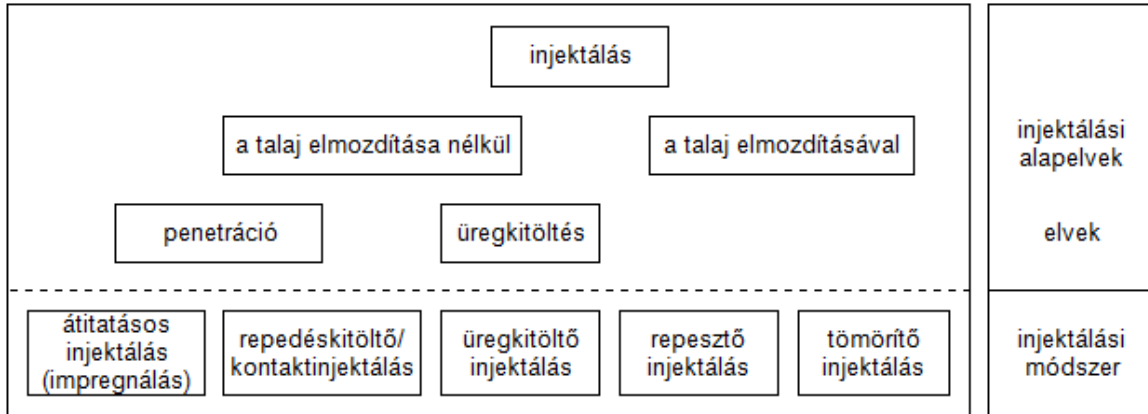 injektálás
a talaj elmozdítása nélkül
a talaj elmozdításával
injektálási
alapelvek
penetráció
üregkitöltés
elvek
átitatásos
injektálás
(impregnálás)
repedéskitöltő/
kontaktinjektálás
üregkitöltő
injektálás
repesztő
injektálás
tömörítő
injektálás
injektálási
módszer